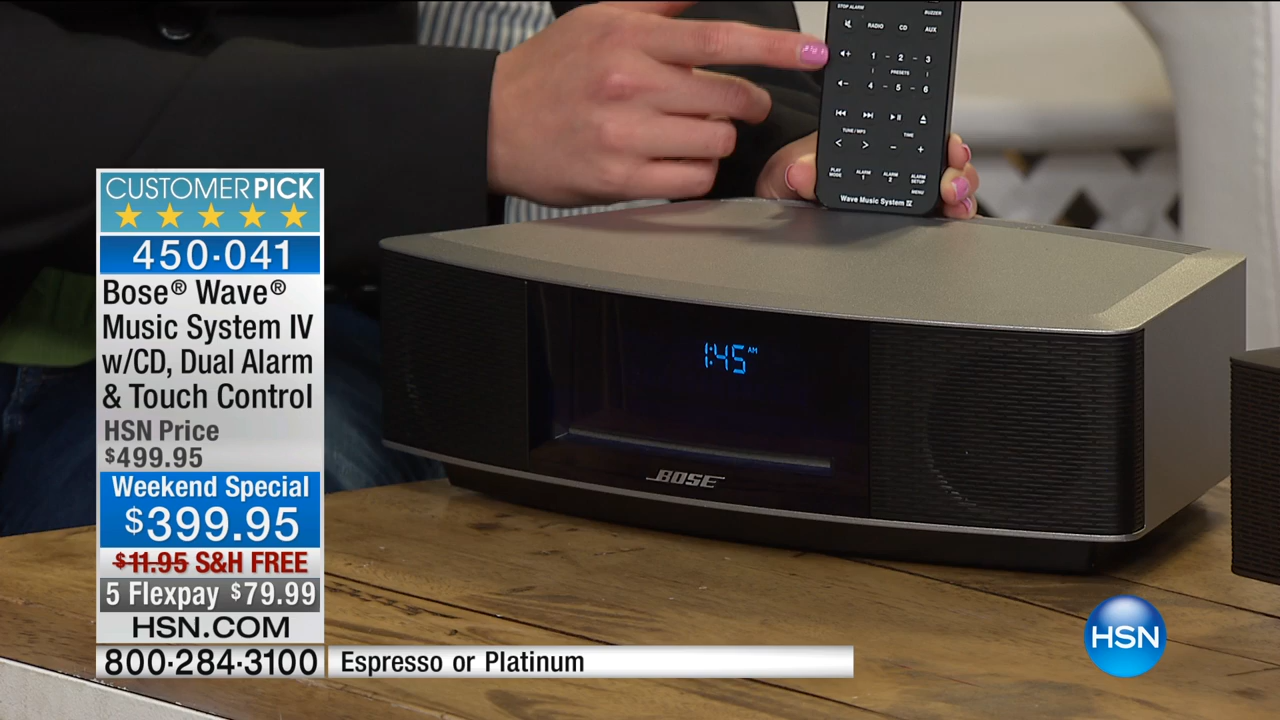 STOP ALARM
BUZZER
RADIO CD AUX
1 - 2 - 3
PRESETS
4 - 5 - 6
TUNE / MP3
TIME
PLAY MODE
ALARM 1
ALARM 2
ALARM SETUP
MENU
Wave Music System IV
CUSTOMER PICK
450·041
Bose® Wave®
Music System IV
w/CD, Dual Alarm
& Touch Control
HSN Price
$499.95
Weekend Special
$399.95
$11.95 S&H FREE
5 Flexpay $79.99
HSN.COM
800·284·3100
Espresso or Platinum
1:45 AM
BOSE
HSN